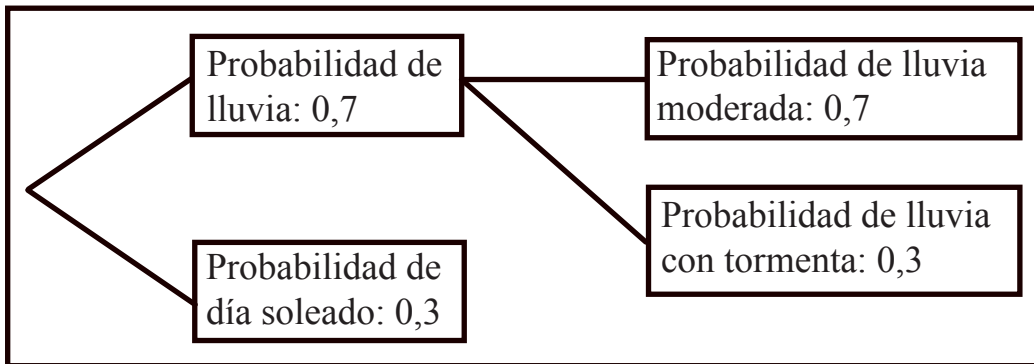 Probabilidad de
lluvia: 0,7
Probabilidad de lluvia
moderada: 0,7
Probabilidad de lluvia
con tormenta: 0,3
Probabilidad de
día soleado: 0,3